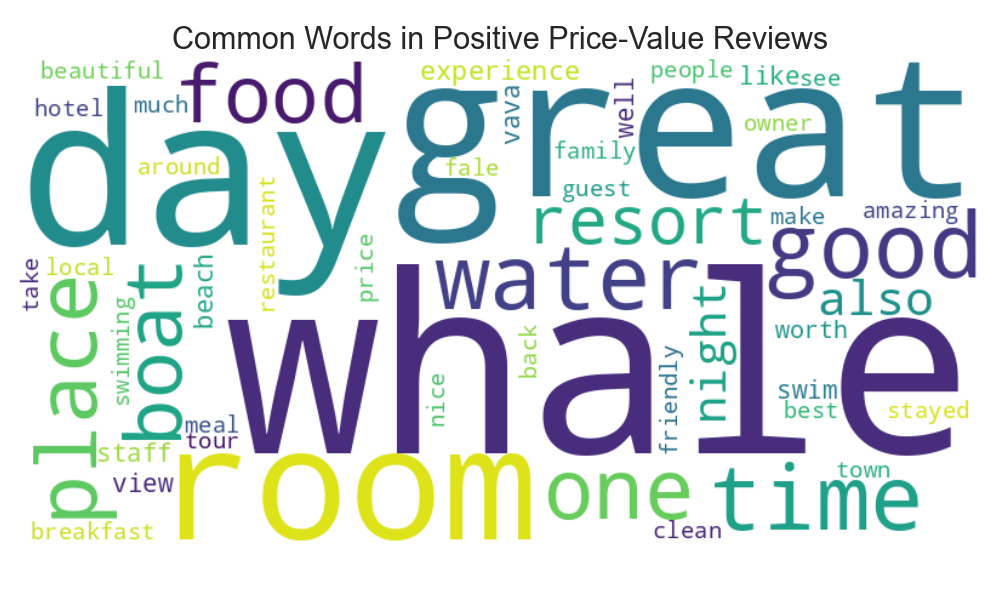 Common Words in Positive Price-Value Reviews
beautiful
food
experience
people
like
see
hotel
much
day
great
vava
well
owner
around
fale
family
guest
restaurant
resort
make
amazing
good
take
local
place
boat
beach
price
water
also
swimming
whale
back
night
worth
nice
friendly
swim
best
stayed
meal
tour
staff
view
room
one
time
town
breakfast
clean